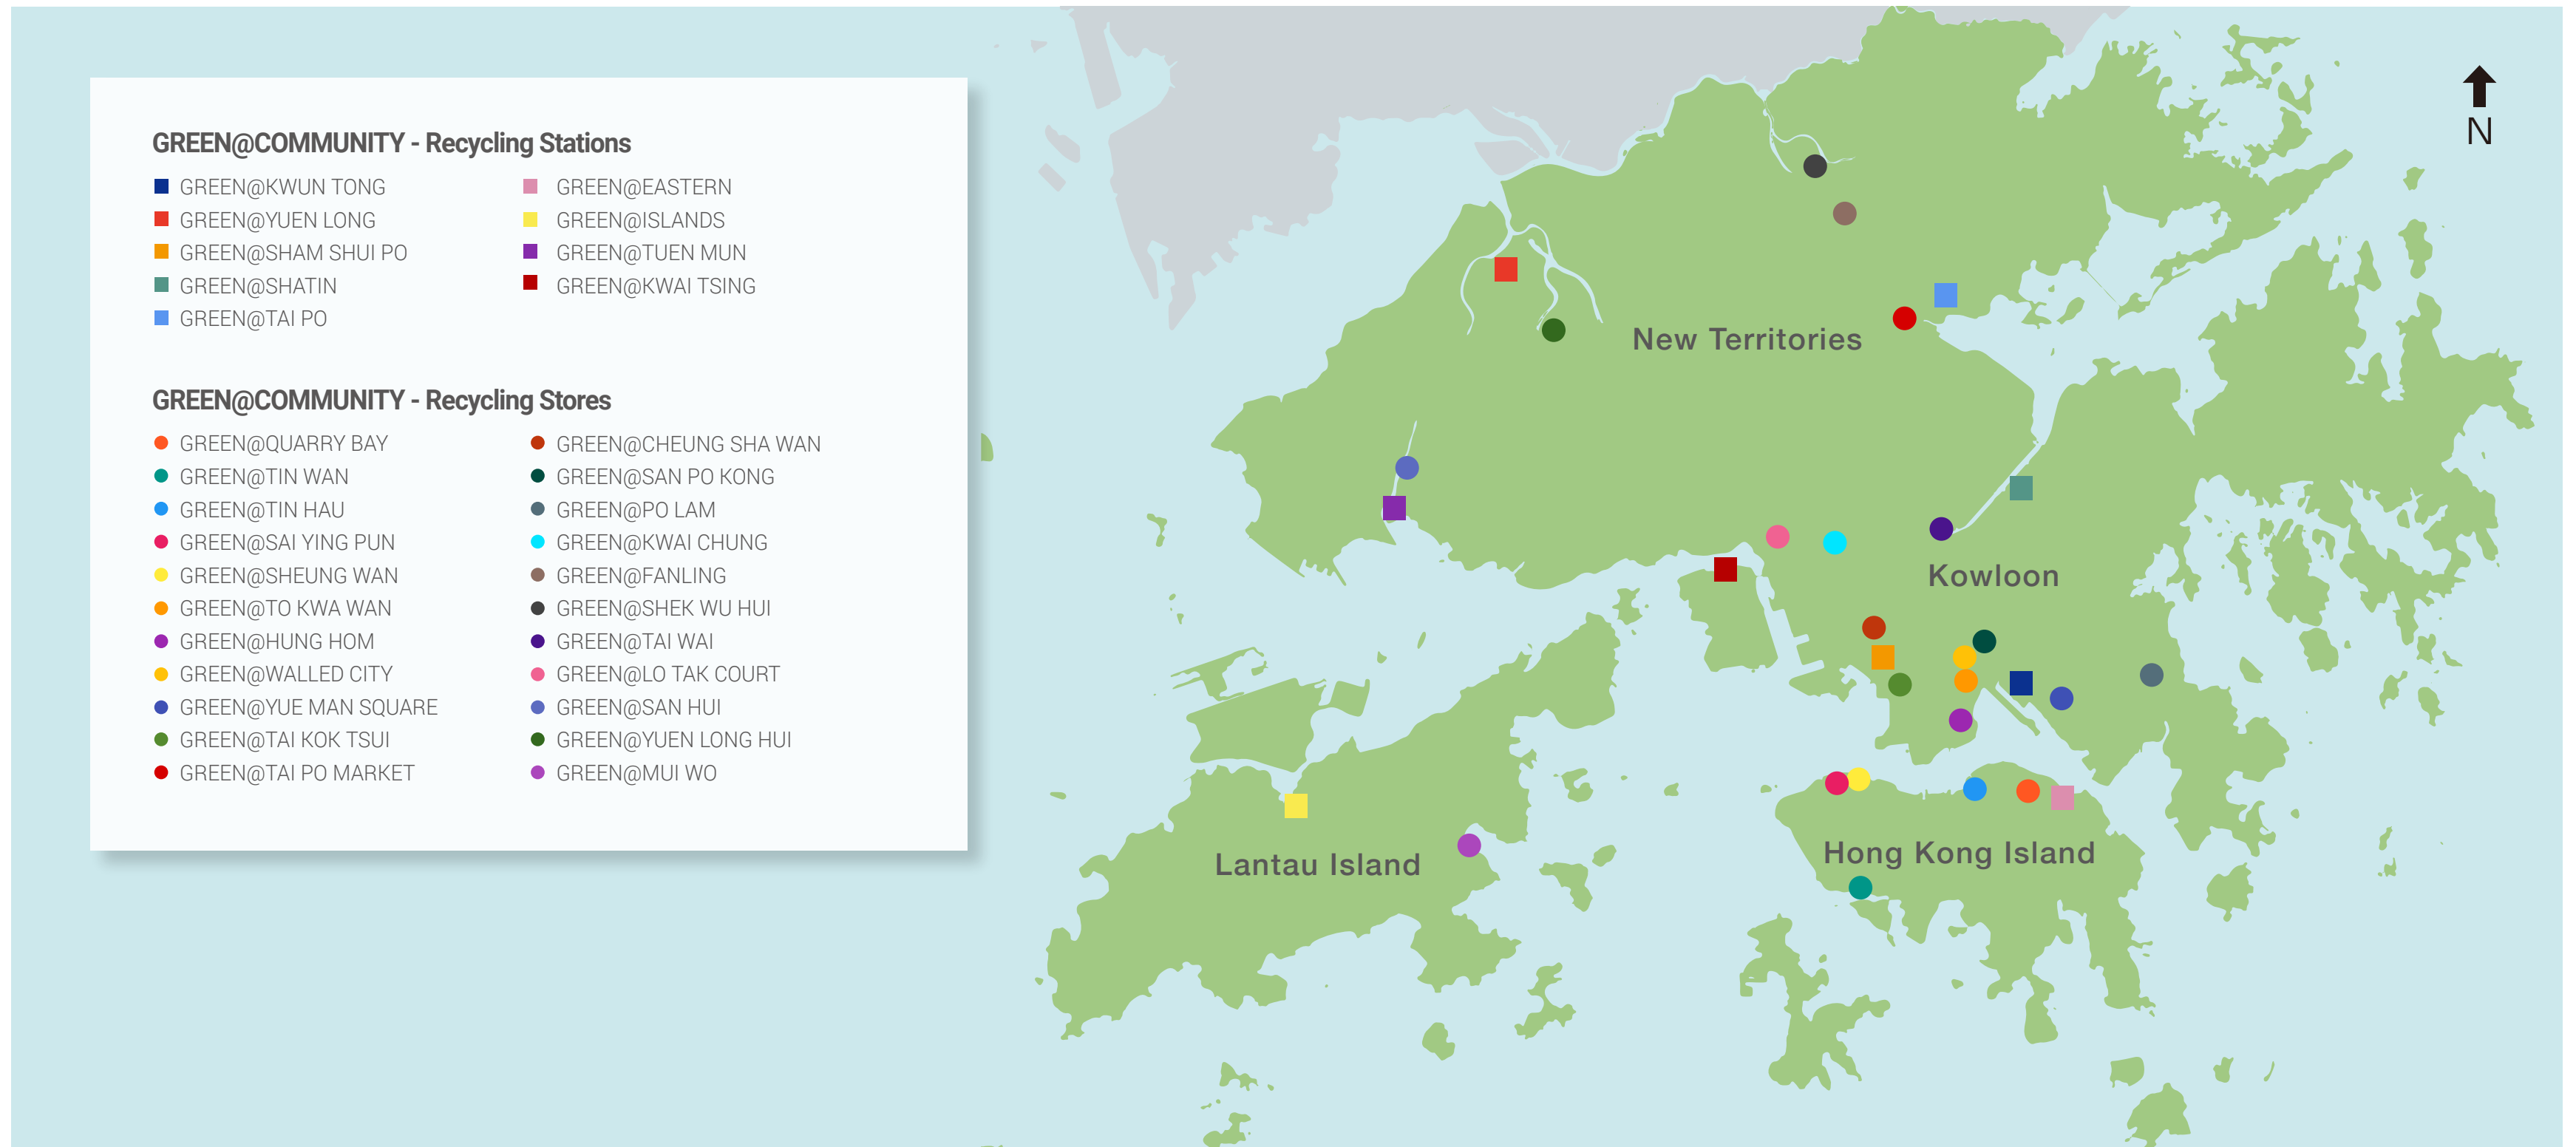 GREEN@COMMUNITY - Recycling Stations
GREEN@KWUN TONG
GREEN@YUEN LONG
GREEN@SHAM SHUI PO
GREEN@SHATIN
GREEN@TAI PO
GREEN@EASTERN
GREEN@ISLANDS
GREEN@TUEN MUN
GREEN@KWAI TSING
GREEN@COMMUNITY - Recycling Stores
GREEN@QUARRY BAY
GREEN@TIN WAN
GREEN@TIN HAU
GREEN@SAI YING PUN
GREEN@SHEUNG WAN
GREEN@TO KWA WAN
GREEN@HUNG HOM
GREEN@WALLED CITY
GREEN@YUE MAN SQUARE
GREEN@TAI KOK TSUI
GREEN@TAI PO MARKET
GREEN@CHEUNG SHA WAN
GREEN@SAN PO KONG
GREEN@PO LAM
GREEN@KWAI CHUNG
GREEN@FANLING
GREEN@SHEK WU HUI
GREEN@TAI WAI
GREEN@LO TAK COURT
GREEN@SAN HUI
GREEN@YUEN LONG HUI
GREEN@MUI WO
N
New Territories
Kowloon
Hong Kong Island
Lantau Island